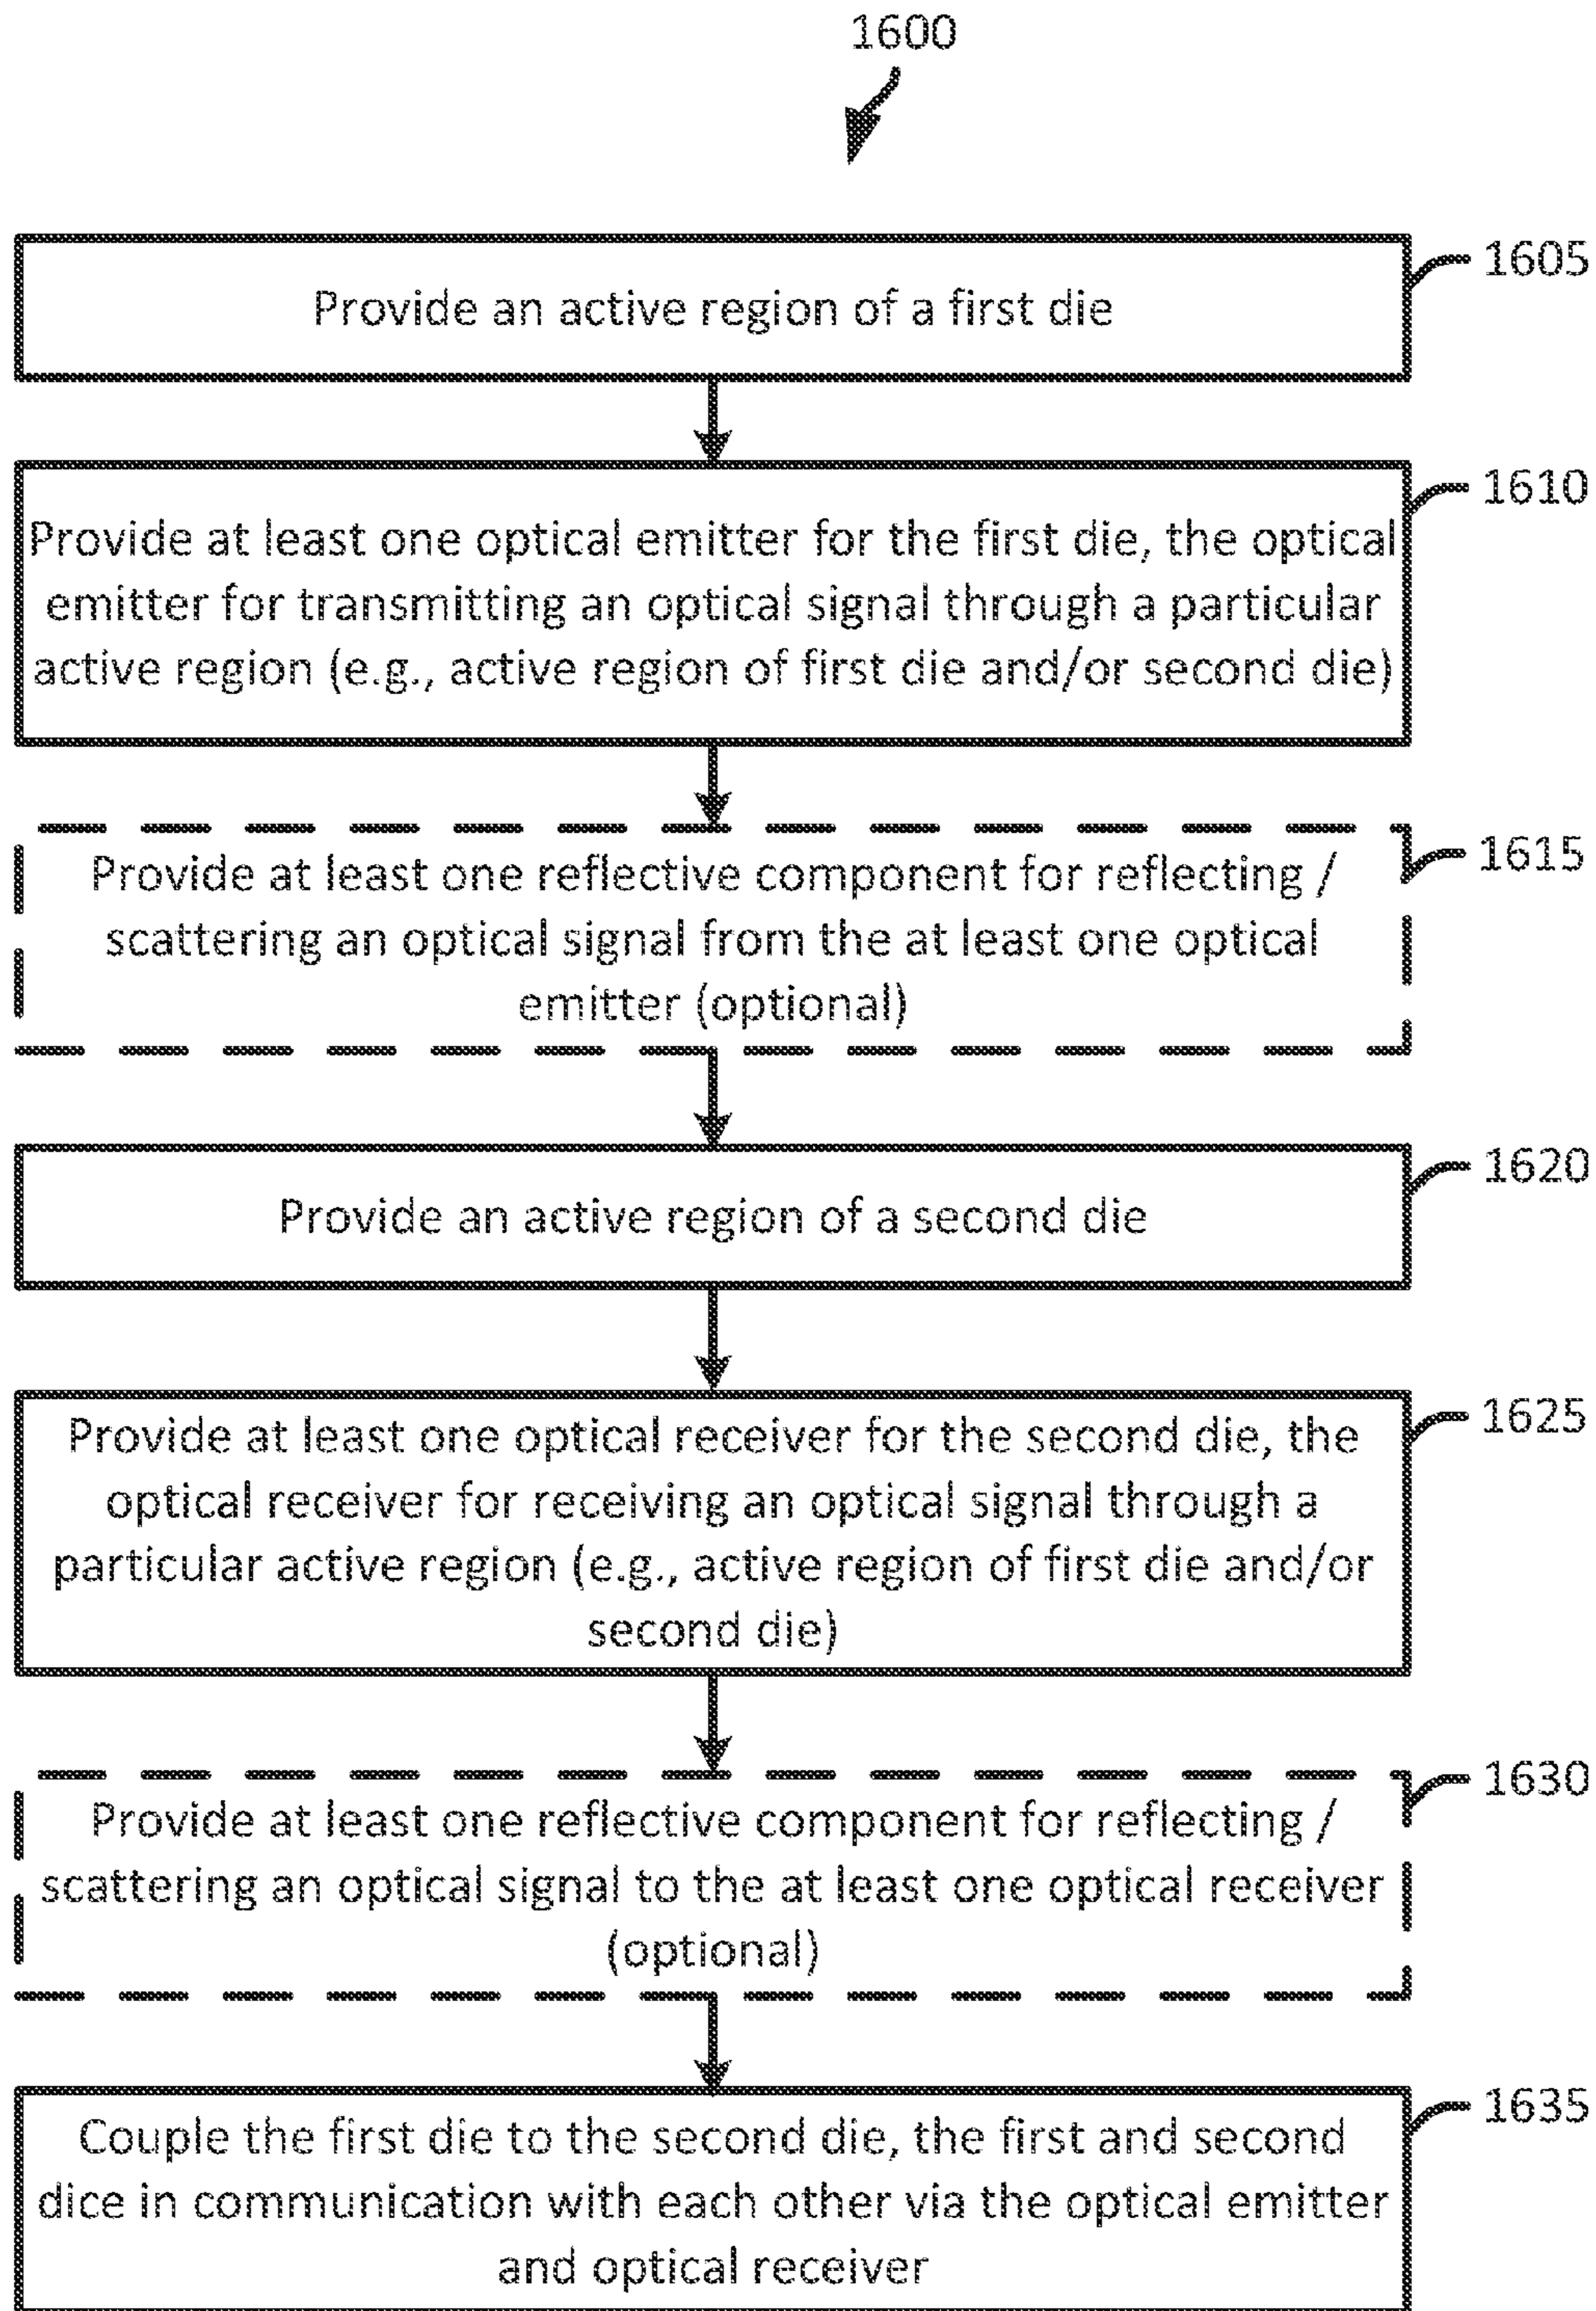 1600
1605
Provide an active region of a first die
1610
Provide at least one optical emitter for the first die, the optical
emitter for transmitting an optical signal through a particular
active region (e.g., active region of first die and/or second die)
1615
Provide at least one reflective component for reflecting /
scattering an optical signal from the at least one optical
emitter (optional)
1620
Provide an active region of a second die
1625
Provide at least one optical receiver for the second die, the
optical receiver for receiving an optical signal through a
particular active region (e.g., active region of first die and/or
second die)
1630
Provide at least one reflective component for reflecting /
scattering an optical signal to the at least one optical receiver
(optional)
1635
Couple the first die to the second die, the first and second
dice in communication with each other via the optical emitter
and optical receiver